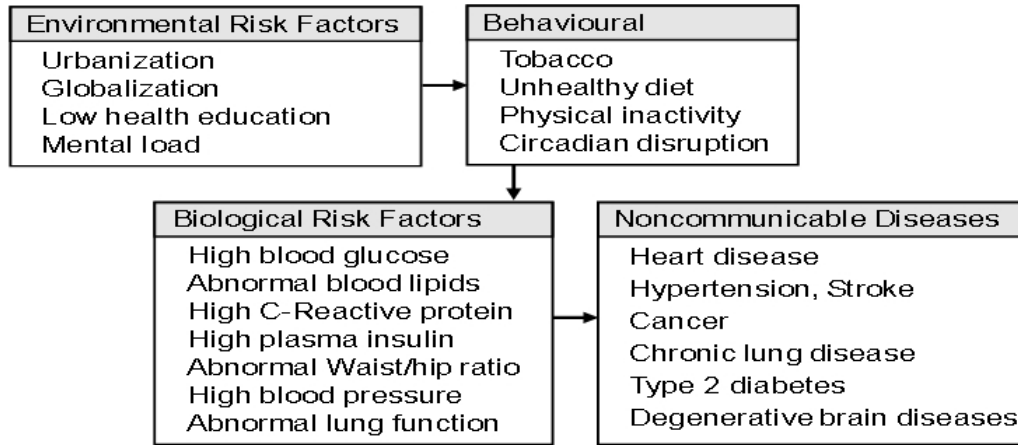 Environmental Risk Factors
Urbanization
Globalization
Low health education
Mental load
Behavioural
Tobacco
Unhealthy diet
Physical inactivity
Circadian disruption
Biological Risk Factors
High blood glucose
Abnormal blood lipids
High C-Reactive protein
High plasma insulin
Abnormal Waist/hip ratio
High blood pressure
Abnormal lung function
Noncommunicable Diseases
Heart disease
Hypertension, Stroke
Cancer
Chronic lung disease
Type 2 diabetes
Degenerative brain diseases